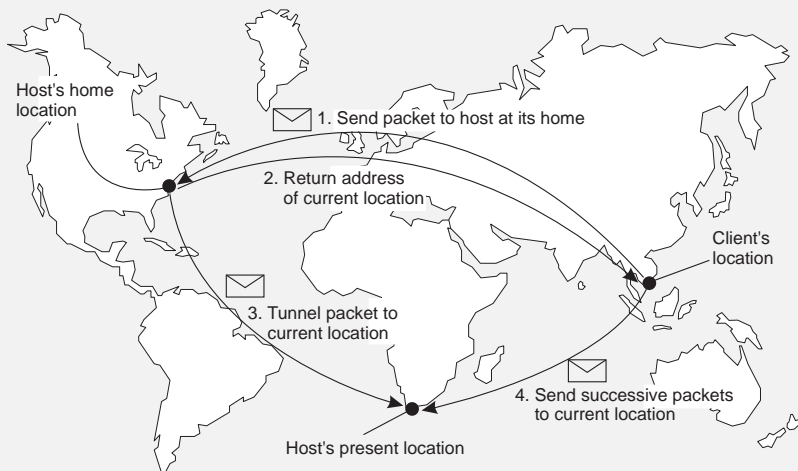 Host's home
location
1. Send packet to host at its home
2. Return address
of current location
Client's
location
3. Tunnel packet to
current location
4. Send successive packets
to current location
Host's present location